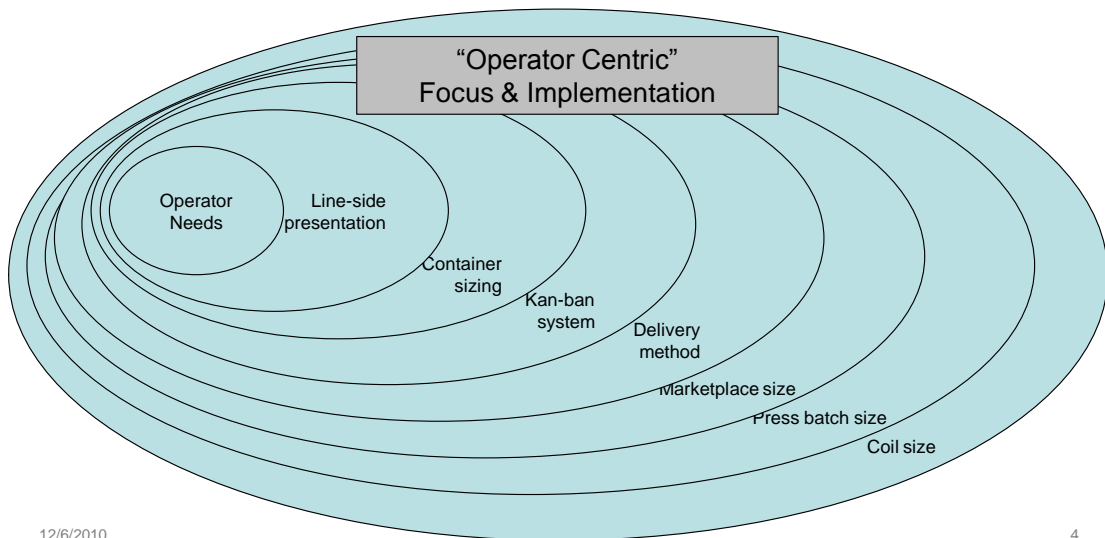 “Operator Centric”
Focus & Implementation
Operator
Needs
Line-side
presentation
Container
sizing
Kan-ban
system
Delivery
method
Marketplace size
Press batch size
Coil size
12/6/2010
4